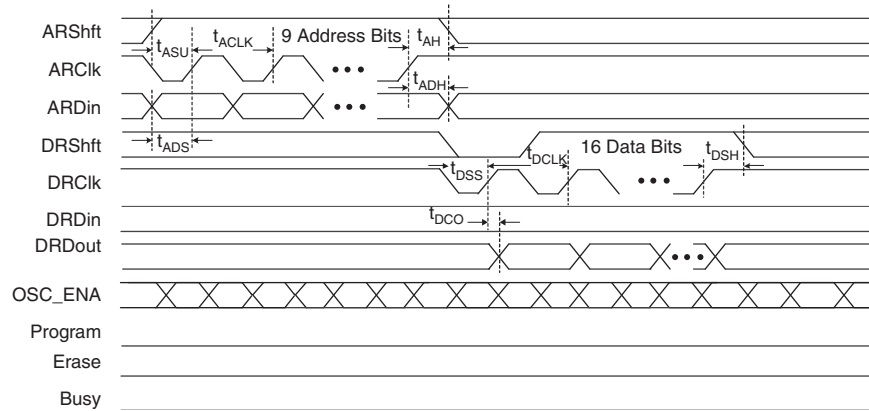 ARShft
t_ASU t_ACLK 9 Address Bits t_AH
ARClk
t_ADH
ARDin
t_ADS
DRShft
16 Data Bits
t_DSS t_DCLK t_DSH
DRClk
DRDin
t_DCO
DRDout
OSC_ENA
Program
Erase
Busy